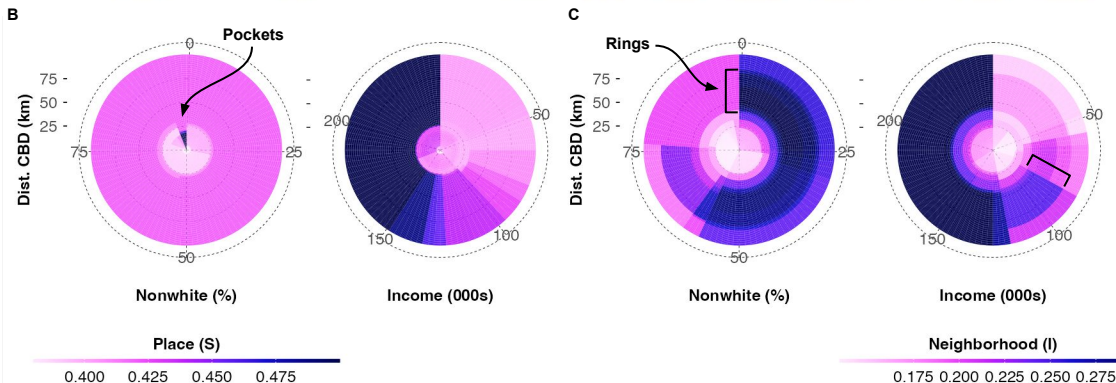 B
C
Pockets
0
75 -
50 -
25 -
Dist. CBD (km)
75
25
50
Nonwhite (%)
200
50
150
100
Income (000s)
Place (S)
0.400 0.425 0.450 0.475
Rings
0
75 -
50 -
25 -
Dist. CBD (km)
75
25
50
Nonwhite (%)
200
50
150
100
Income (000s)
Neighborhood (I)
0.175 0.200 0.225 0.250 0.275